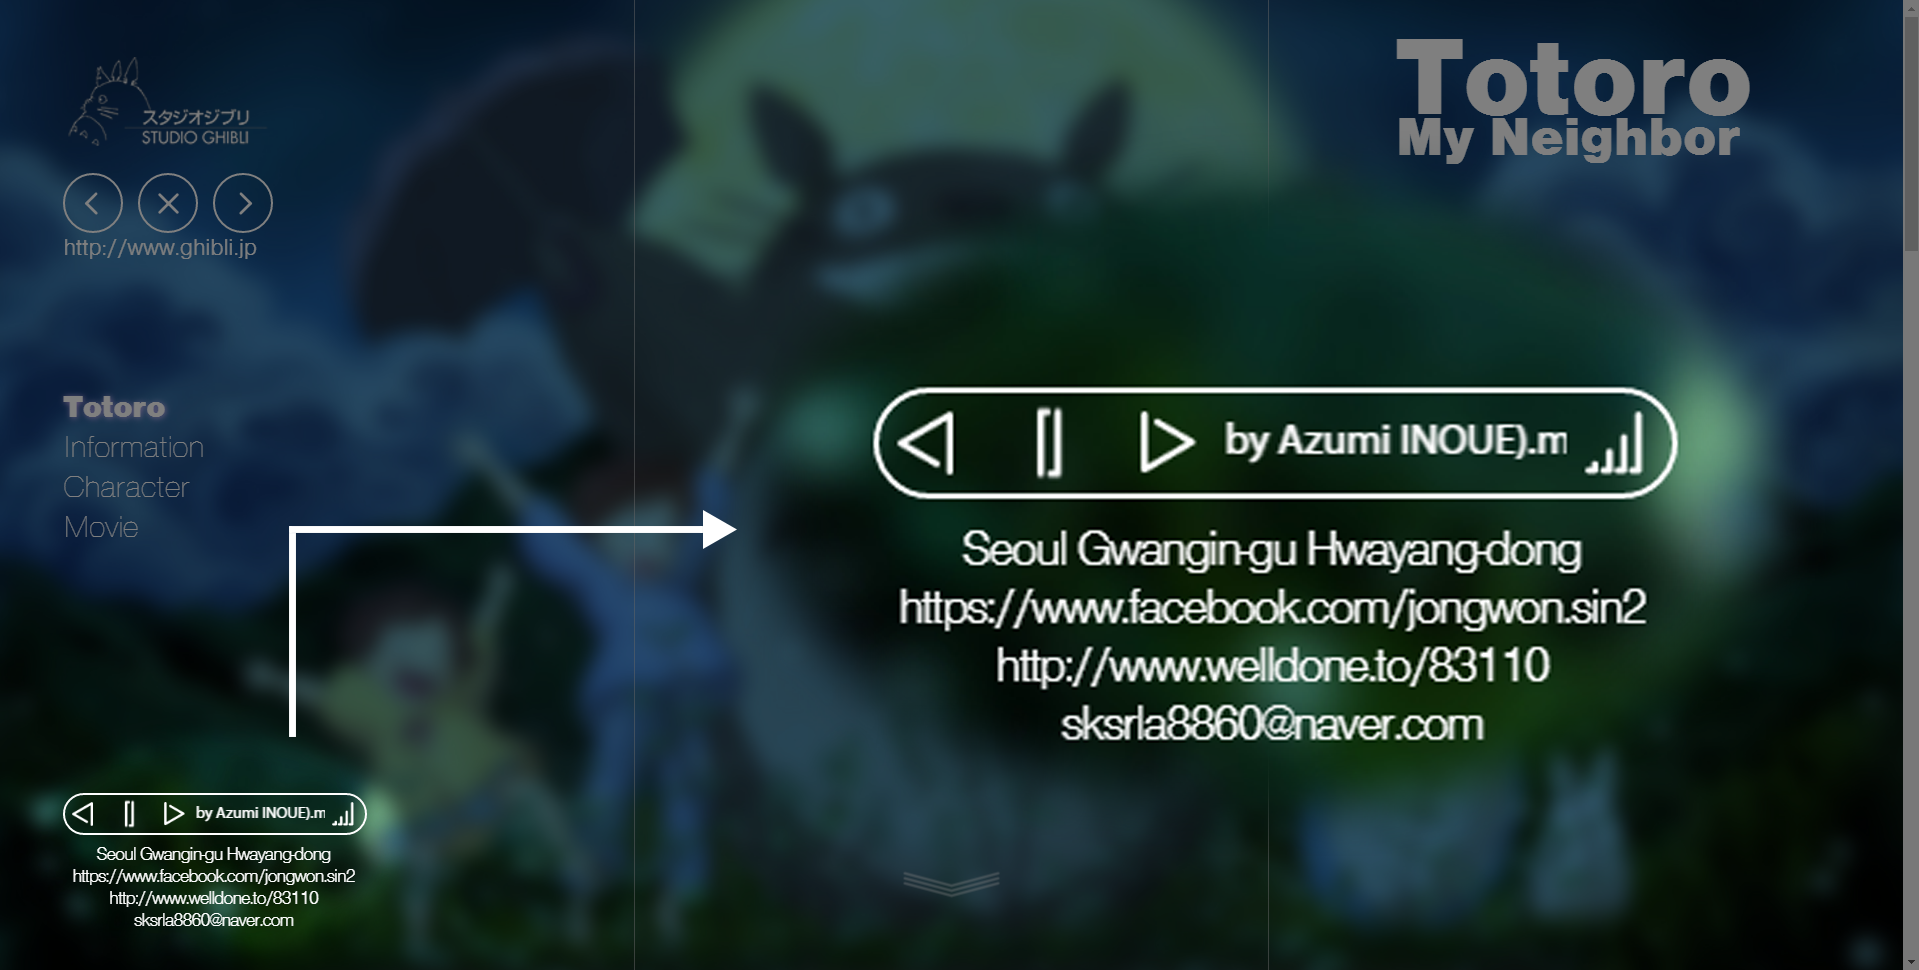 スタジオジブリ
STUDIO GHIBLI
http://www.ghibli.jp
Totoro
My Neighbor
Totoro
Information
Character
Movie
by Azumi INOUE).m
Seoul Gwangin-gu Hwayang-dong
https://www.facebook.com/jongwon.sin2
http://www.welldone.to/83110
sksrla8860@naver.com
by Azumi INOUE).m
Seoul Gwangin-gu Hwayang-dong
https://www.facebook.com/jongwon.sin2
http://www.welldone.to/83110
sksrla8860@naver.com